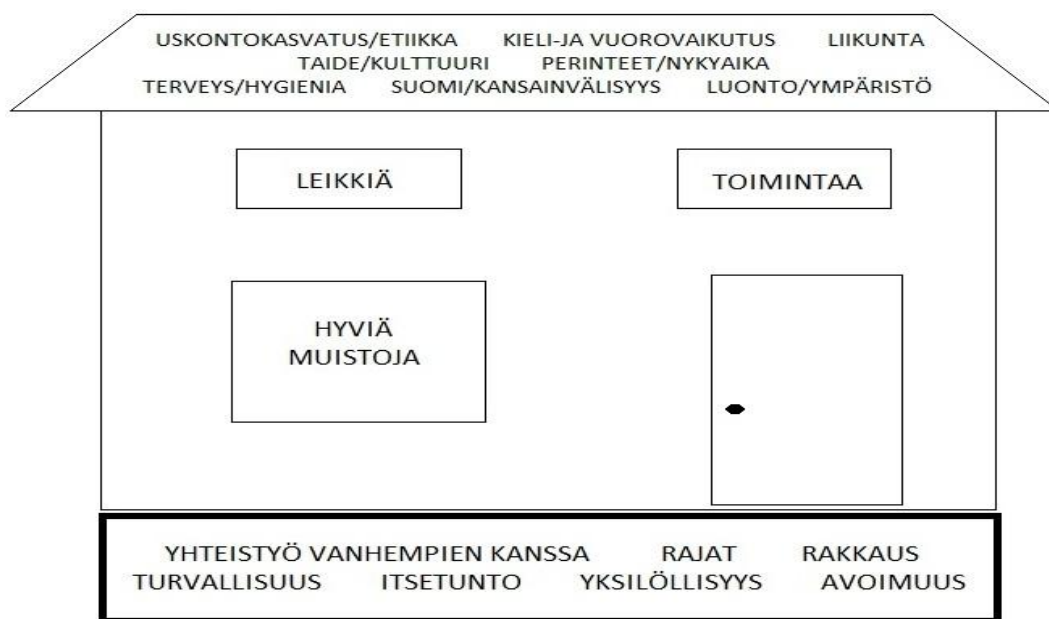 USKONTOKASVATUS/ETIIKKA KIELI-JA VUOROVAIKUTUS LIIKUNTA
TAIDE/KULTTUURI PERINTEET/NYKYAIKA
TERVEYS/HYGIENIA SUOMI/KANSAINVÄLISYYS LUONTO/YMPÄRISTÖ
LEIKKIÄ TOIMINTAA
HYVIÄ
MUISTOJA
YHTEISTYÖ VANHEMPIEN KANSSA RAJAT RAKKAUS
TURVALLISUUS ITSETUNTO YKSILÖLLISYYS AVOIMUUS